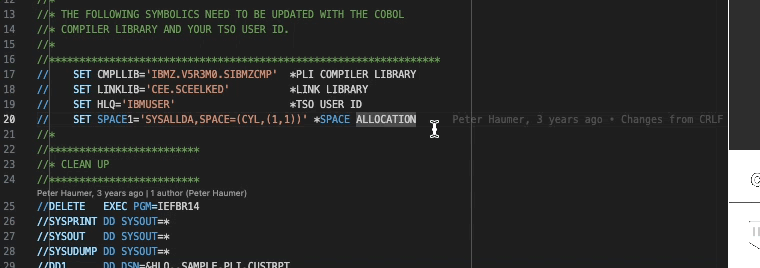 12 //*
13 //* THE FOLLOWING SYMBOLICS NEED TO BE UPDATED WITH THE COBOL
14 //* COMPILER LIBRARY AND YOUR TSO USER ID.
15 //*
16 //*****************************************************************
17 //    SET CMPLLIB='IBMZ.V5R3M0.SIBMZCMP'  *PLI COMPILER LIBRARY
18 //    SET LINKLIB='CEE.SCEELKED'          *LINK LIBRARY
19 //    SET HLQ='IBMUSER'                   *TSO USER ID
20 //    SET SPACE1='SYSALLDA,SPACE=(CYL,(1,1))' *SPACE ALLOCATION    Peter Haumer, 3 years ago • Changes from CRLF
21 //*
22 //*************************
23 //* CLEAN UP
24 //*************************
Peter Haumer, 3 years ago | 1 author (Peter Haumer)
25 //DELETE   EXEC PGM=IEFBR14
26 //SYSPRINT DD SYSOUT=*
27 //SYSOUT   DD SYSOUT=*
28 //SYSUDUMP DD SYSOUT=*
29 //DD1      DD DSN=&HLQ..SAMPLE.PLI.CUSTRPT